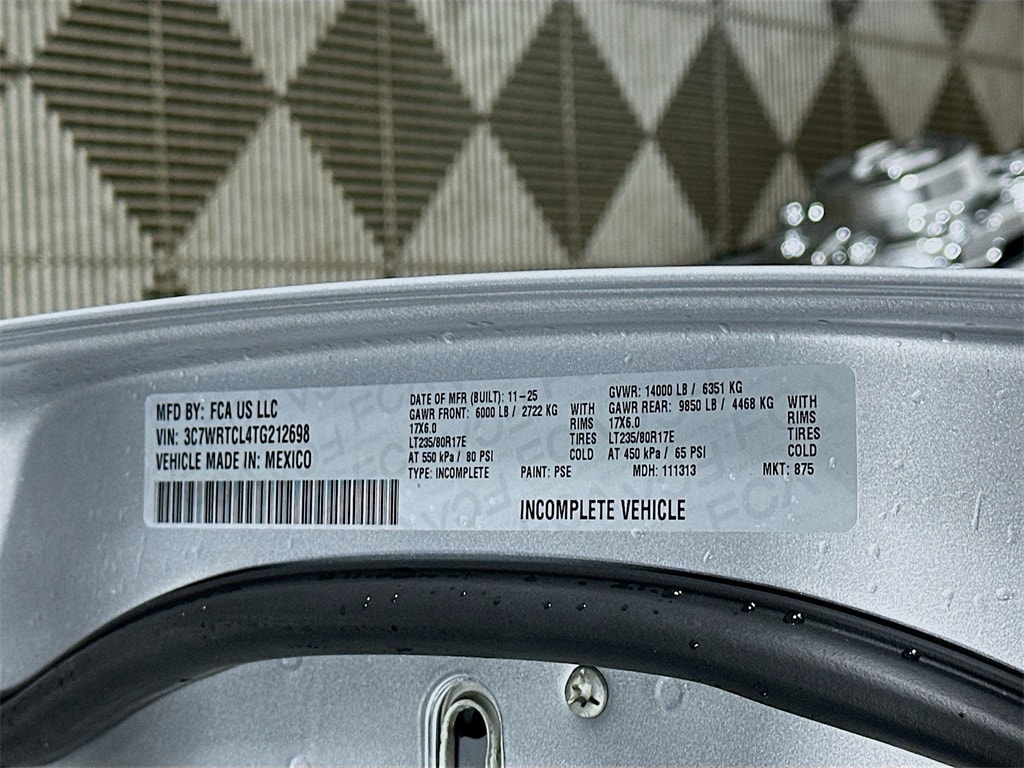 MFD BY: FCA US LLC
VIN: 3C7WRTCL4TG212698
VEHICLE MADE IN: MEXICO
DATE OF MFR (BUILT): 11-25
GAWR FRONT: 6000 LB / 2722 KG WITH
17X6.0 RIMS
LT235/80R17E TIRES
AT 550 kPa / 80 PSI COLD
TYPE: INCOMPLETE PAINT: PSE
GVWR: 14000 LB / 6351 KG
GAWR REAR: 9850 LB / 4468 KG WITH
17X6.0 RIMS
LT235/80R17E TIRES
AT 450 kPa / 65 PSI COLD
MDH: 111313 MKT: 875
INCOMPLETE VEHICLE
FCA